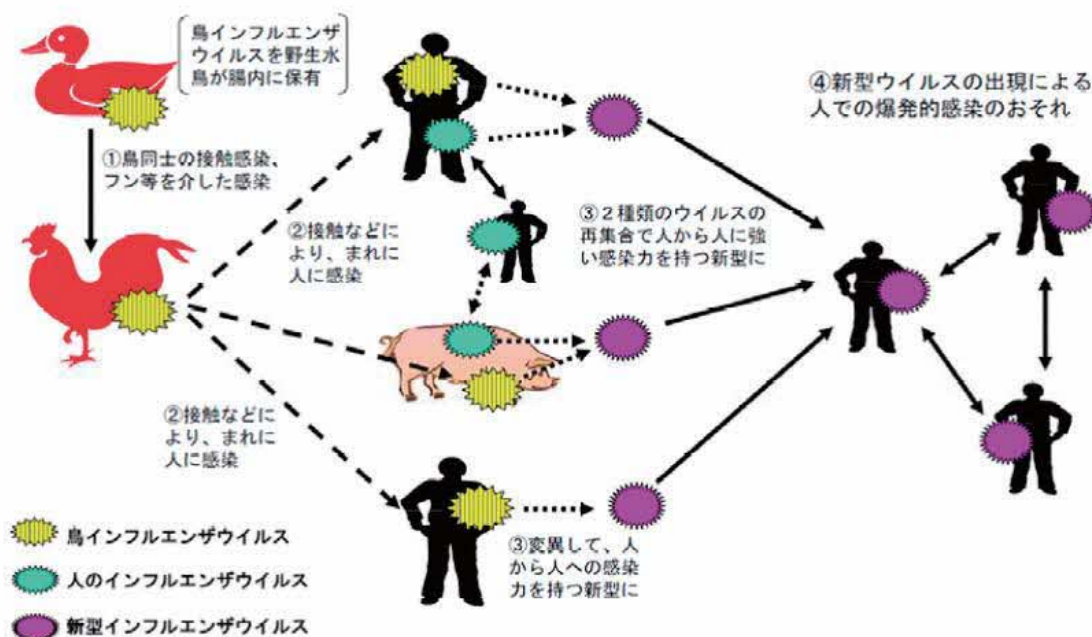 鳥インフルエンザ
ウイルスを野生水
鳥が腸内に保有
①鳥同士の接触感染、
フン等を介した感染
②接触などに
より、まれに
人に感染
②接触などに
より、まれに
人に感染
③２種類のウイルスの
再集合で人から人に強
い感染力を持つ新型に
③変異して、人
から人への感染
力を持つ新型に
④新型ウイルスの出現による
人での爆発的感染のおそれ
鳥インフルエンザウイルス
人のインフルエンザウイルス
新型インフルエンザウイルス